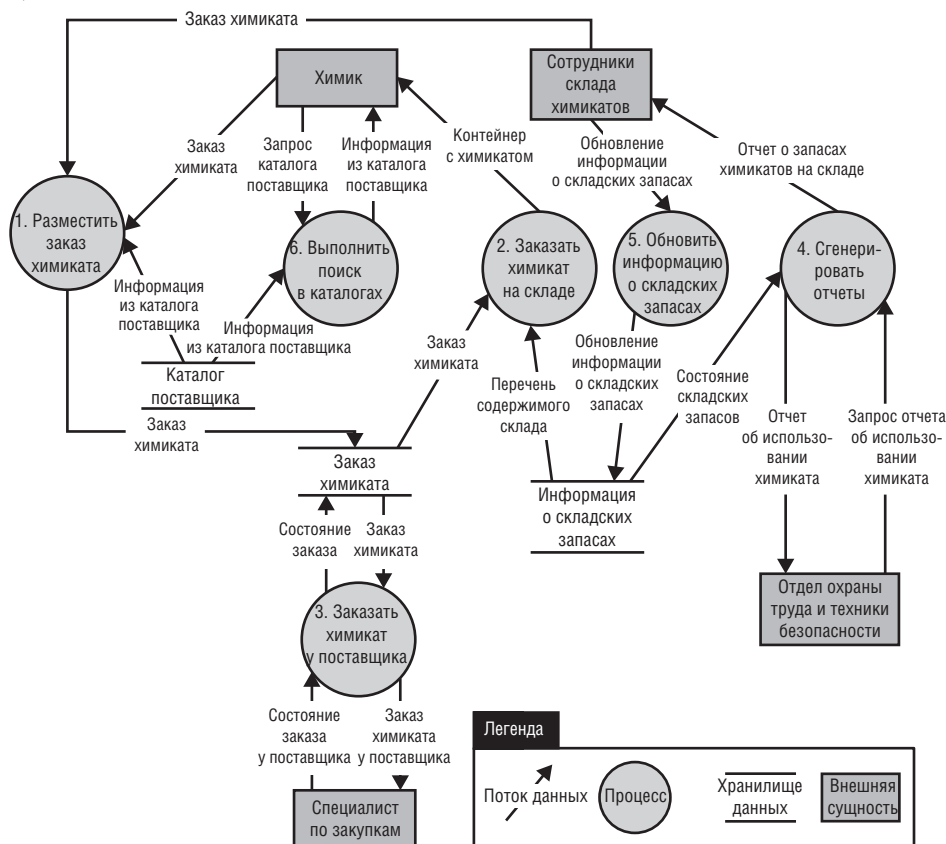 Заказ химиката
Химик
Сотрудники
склада
химикатов
Заказ
химиката
Запрос
каталога
поставщика
Информация
из каталога
поставщика
Контейнер
с химикатом
Обновление
информации
о складских запасах
Отчет о запасах
химикатов на складе
1. Разместить
заказ
химиката
6. Выполнить
поиск
в каталогах
2. Заказать
химикат
на складе
5. Обновить
информацию
о складских
запасах
4. Сгенери-
ровать
отчеты
Информация
из каталога
поставщика
Информация
из каталога поставщика
Каталог
поставщика
Заказ
химиката
Заказ
химиката
Перечень
содержимого
склада
Обновление
информации
о складских
запасах
Состояние
складских
запасов
Отчет
об использо-
вании
химиката
Запрос отчета
об использо-
вании
химиката
Заказ
химиката
Информация
о складских
запасах
Состояние
заказа
Заказ
химиката
Отдел охраны
труда и техники
безопасности
3. Заказать
химикат
у поставщика
Состояние
заказа
у поставщика
Заказ
химиката
у поставщика
Специалист
по закупкам
Легенда
Поток данных
Процесс
Хранилище
данных
Внешняя
сущность